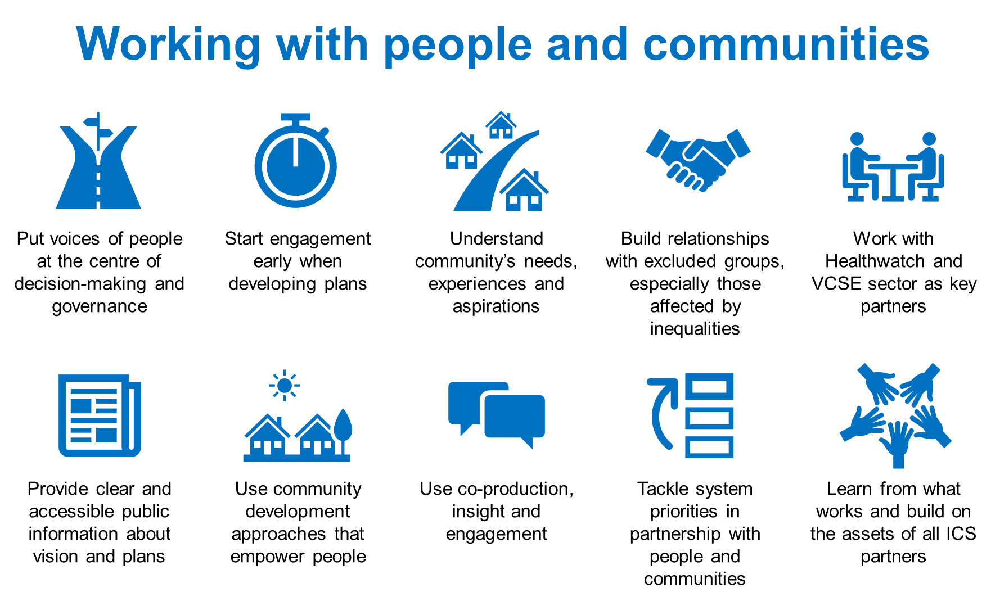 Working with people and communities
Put voices of people
at the centre of
decision-making and
governance
Start engagement
early when
developing plans
Understand
community’s needs,
experiences and
aspirations
Build relationships
with excluded groups,
especially those
affected by
inequalities
Work with
Healthwatch and
VCSE sector as key
partners
Provide clear and
accessible public
information about
vision and plans
Use community
development
approaches that
empower people
Use co-production,
insight and
engagement
Tackle system
priorities in
partnership with
people and
communities
Learn from what
works and build on
the assets of all ICS
partners